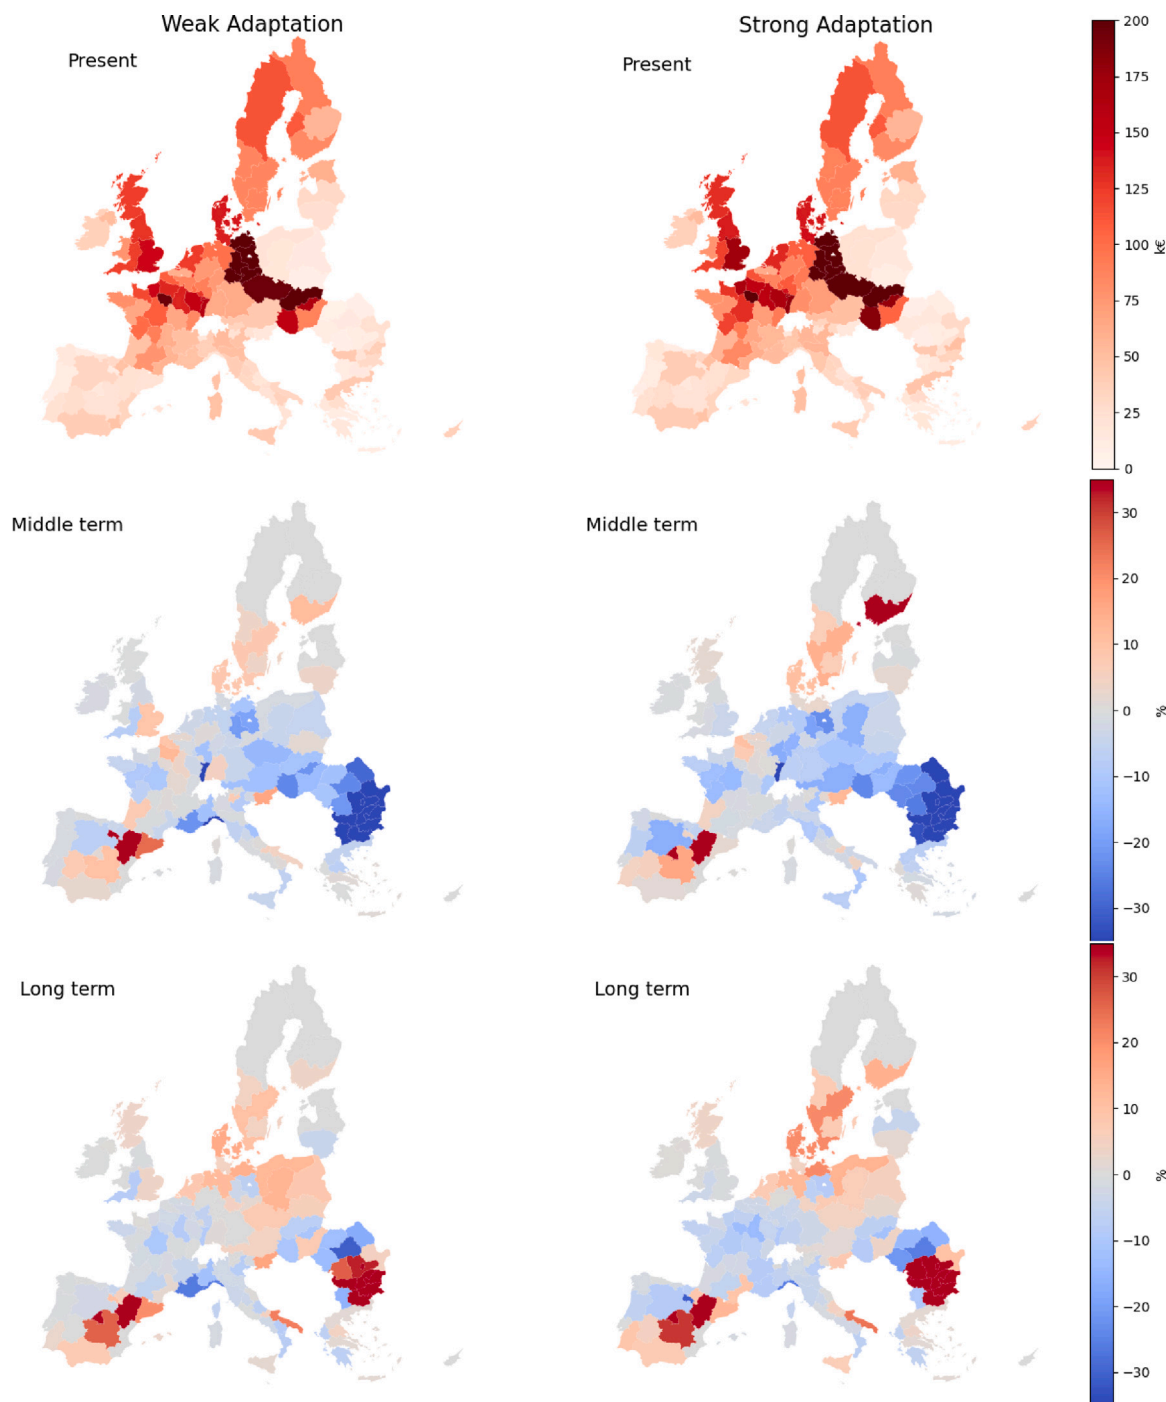 Weak Adaptation
Strong Adaptation
Present
Present
200
175
150
125
100
75
50
25
0
k€
Middle term
Middle term
30
20
10
0
−10
−20
−30
%
Long term
Long term
30
20
10
0
−10
−20
−30
%